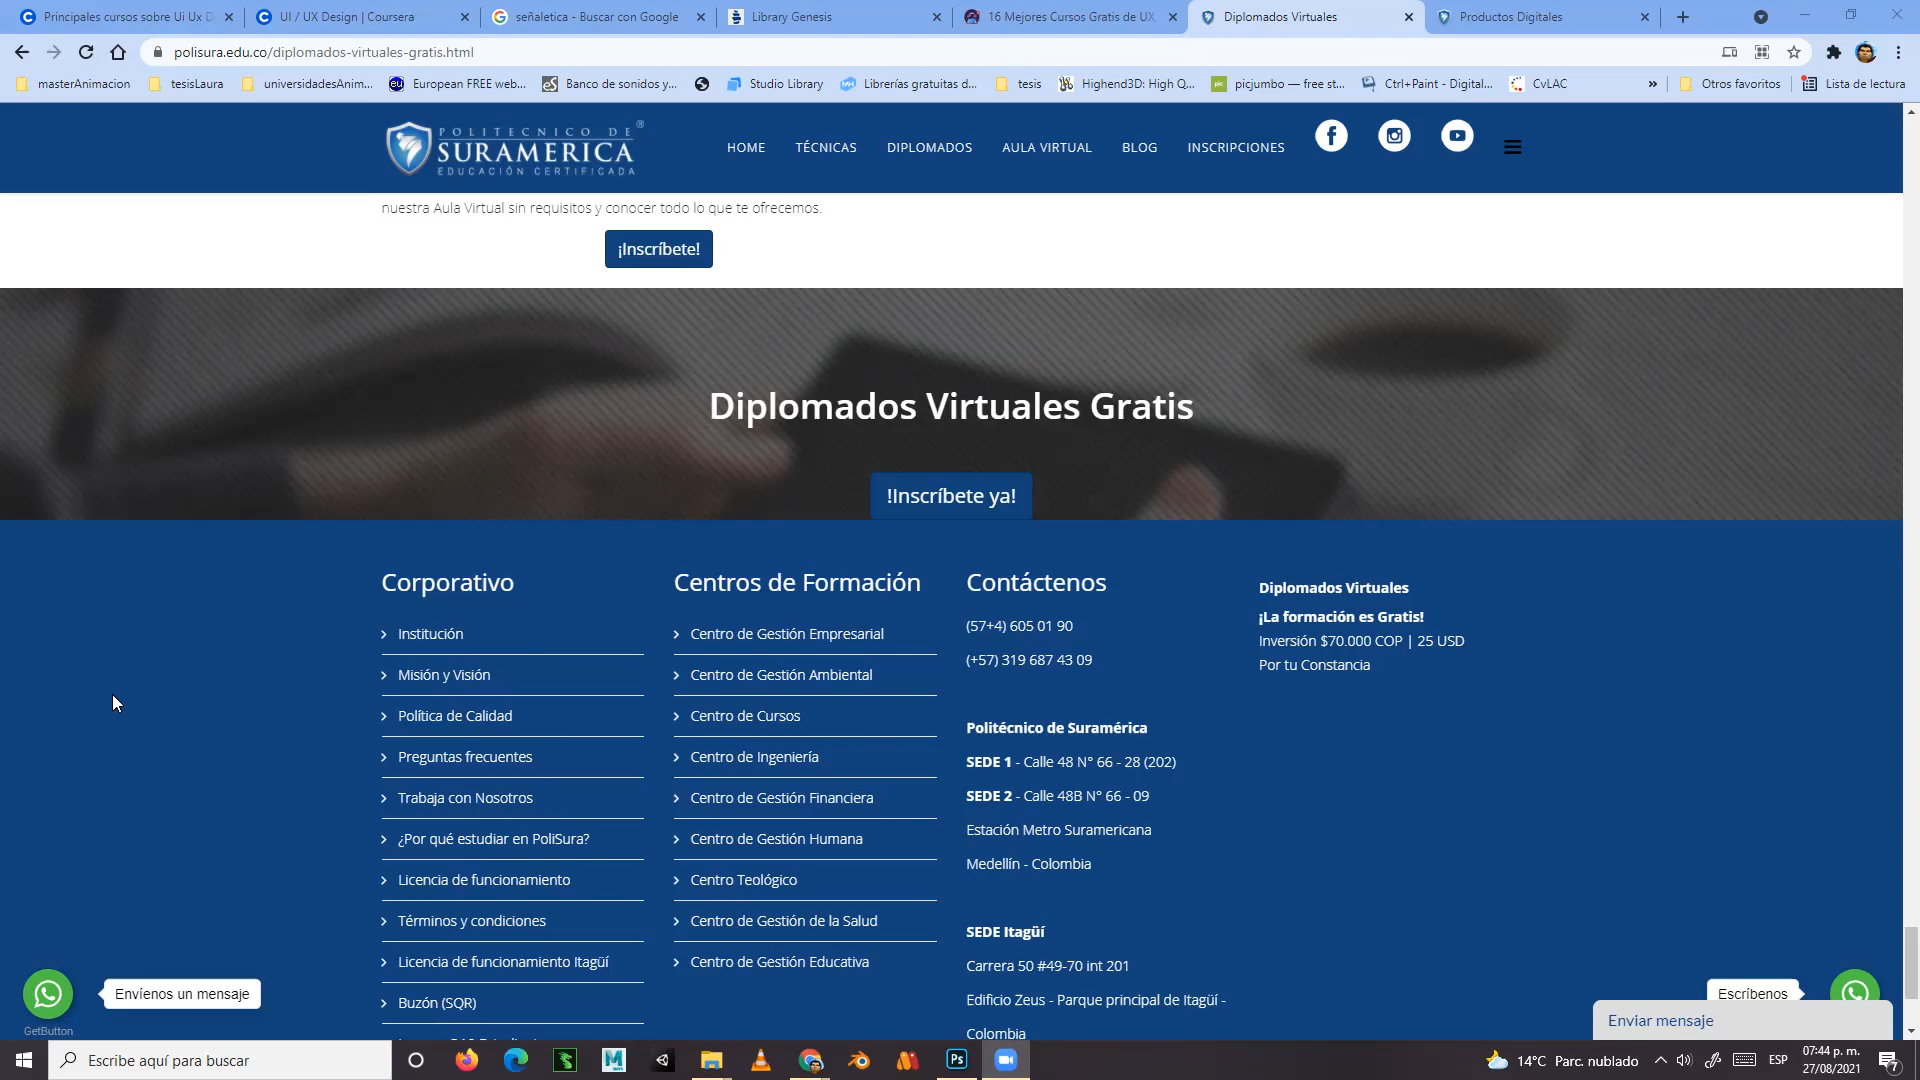 Principales cursos sobre Ui Ux D
UI / UX Design | Coursera
señaletica - Buscar con Google
Library Genesis
16 Mejores Cursos Gratis de UX
Diplomados Virtuales
Productos Digitales
polisura.edu.co/diplomados-virtuales-gratis.html
masterAnimacion
tesisLaura
universidadesAnim...
European FREE web...
Banco de sonidos y...
Studio Library
Librerías gratuitas d...
tesis
Highend3D: High Q...
picjumbo — free st...
Ctrl+Paint - Digital...
CvLAC
»
Otros favoritos
Lista de lectura
POLITECNICO DE
SURAMERICA
EDUCACIÓN CERTIFICADA
HOME
TÉCNICAS
DIPLOMADOS
AULA VIRTUAL
BLOG
INSCRIPCIONES
nuestra Aula Virtual sin requisitos y conocer todo lo que te ofrecemos.
¡Inscríbete!
Diplomados Virtuales Gratis
!Inscríbete ya!
Corporativo
Institución
Misión y Visión
Política de Calidad
Preguntas frecuentes
Trabaja con Nosotros
¿Por qué estudiar en PoliSura?
Licencia de funcionamiento
Términos y condiciones
Licencia de funcionamiento Itagüí
Buzón (SQR)
Centros de Formación
Centro de Gestión Empresarial
Centro de Gestión Ambiental
Centro de Cursos
Centro de Ingeniería
Centro de Gestión Financiera
Centro de Gestión Humana
Centro Teológico
Centro de Gestión de la Salud
Centro de Gestión Educativa
Contáctenos
(57+4) 605 01 90
(+57) 319 687 43 09
Politécnico de Suramérica
SEDE 1 - Calle 48 N° 66 - 28 (202)
SEDE 2 - Calle 48B N° 66 - 09
Estación Metro Suramericana
Medellín - Colombia
SEDE Itagüí
Carrera 50 #49-70 int 201
Edificio Zeus - Parque principal de Itagüí -
Colombia
Diplomados Virtuales
¡La formación es Gratis!
Inversión $70.000 COP | 25 USD
Por tu Constancia
Envíenos un mensaje
GetButton
Escríbenos
Enviar mensaje
Escribe aquí para buscar
Ps
14°C Parc. nublado
ESP
07:44 p. m.
27/08/2021
7